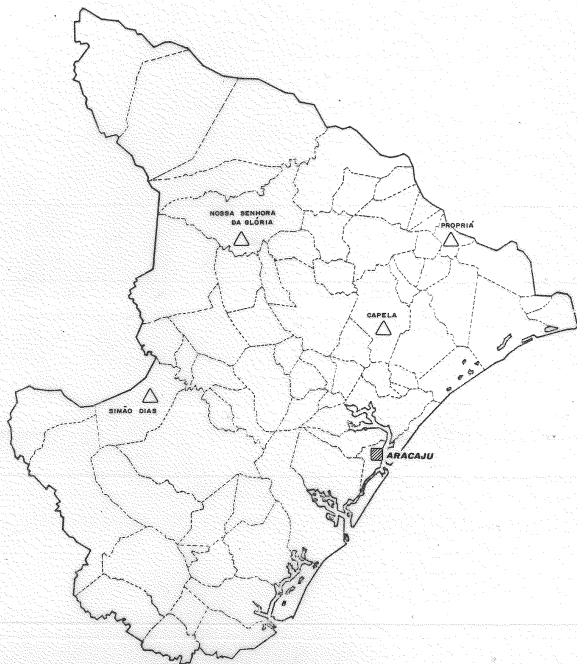 NOSSA SENHORA
DA GLÓRIA
PROPRIÁ
CAPELA
SIMÃO DIAS
ARACAJU